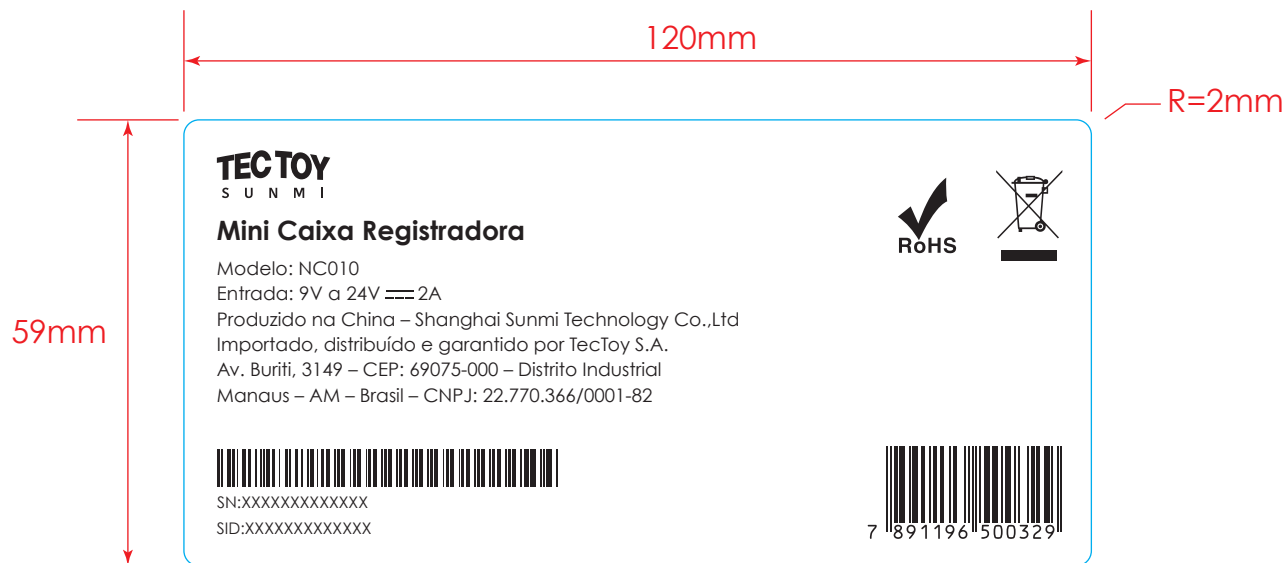 120mm
R=2mm
59mm
TECTOY
SUNMI
Mini Caixa Registradora
RoHS
Modelo: NC010
Entrada: 9V a 24V ⎓ 2A
Produzido na China – Shanghai Sunmi Technology Co.,Ltd
Importado, distribuído e garantido por TecToy S.A.
Av. Buriti, 3149 – CEP: 69075-000 – Distrito Industrial
Manaus – AM – Brasil – CNPJ: 22.770.366/0001-82
SN:XXXXXXXXXXXXX
SID:XXXXXXXXXXXXX
7 891196 500329